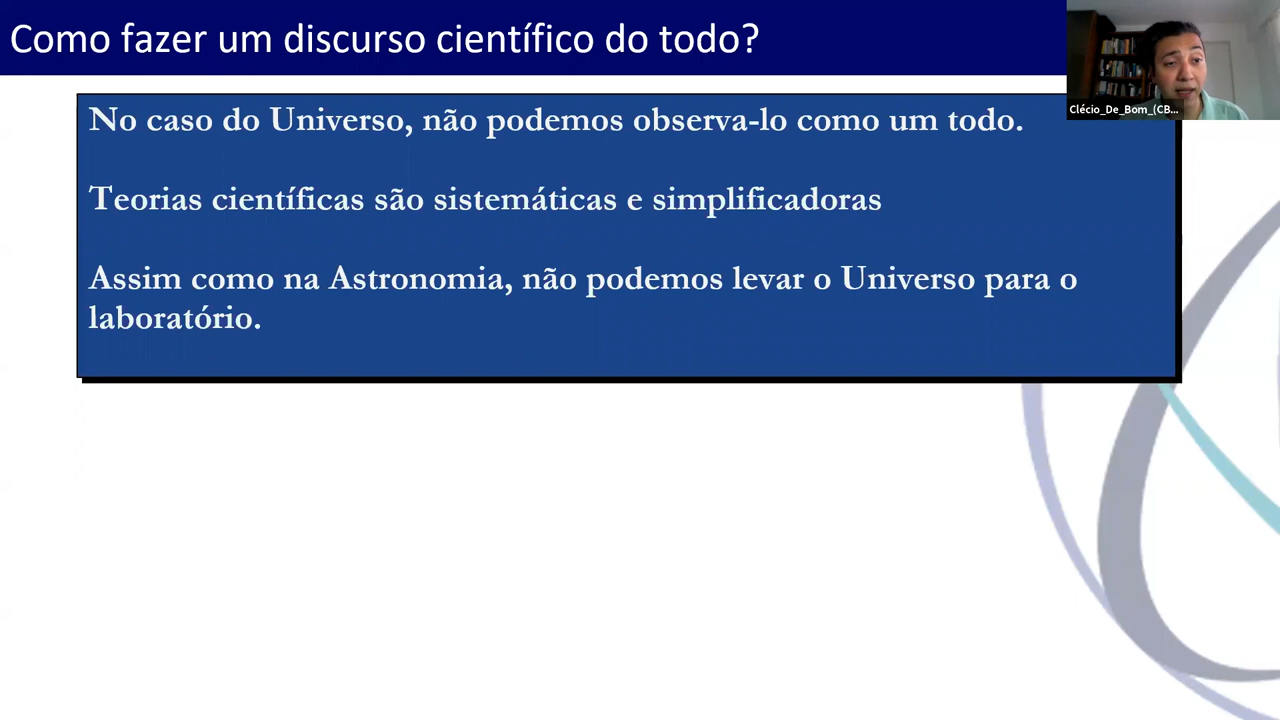 Como fazer um discurso científico do todo?
No caso do Universo, não podemos observa-lo como um todo.
Teorias científicas são sistemáticas e simplificadoras
Assim como na Astronomia, não podemos levar o Universo para o
laboratório.
Clécio_De_Bom_(CB...